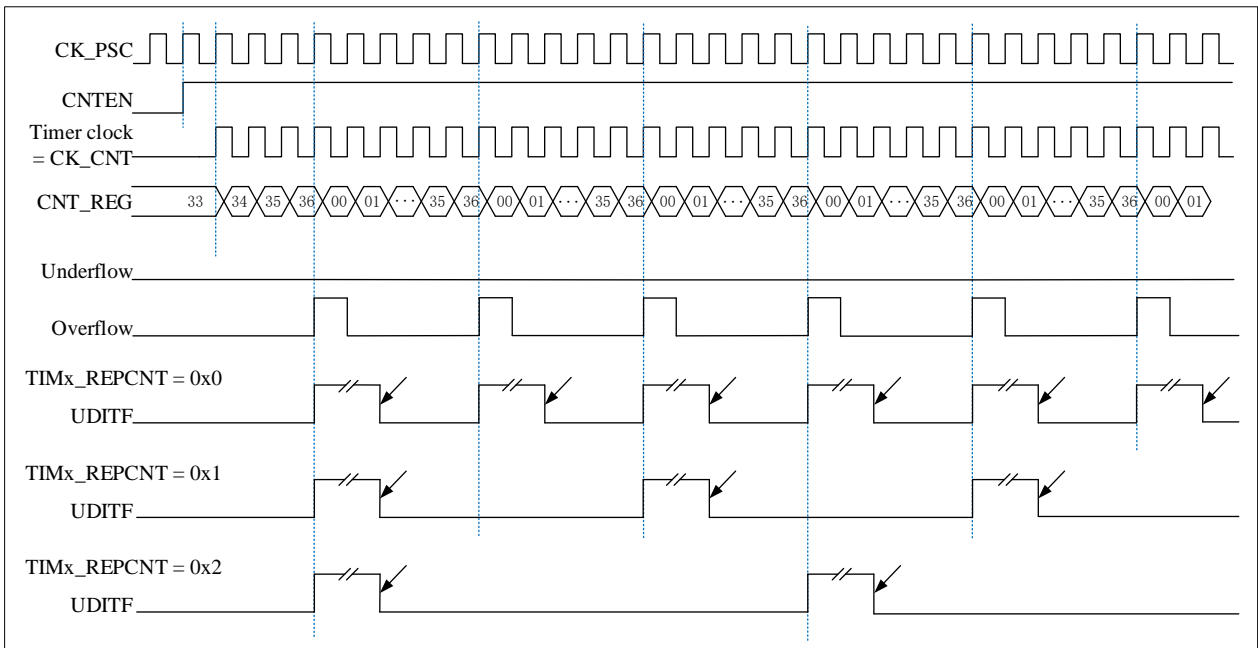 CK_PSC
CNTEN
Timer clock
= CK_CNT
CNT_REG 33 34 35 36 00 01 ··· 35 36 00 01 ··· 35 36 00 01 ··· 35 36 00 01 ··· 35 36 00 01 ··· 35 36 00 01
Underflow
Overflow
TIMx_REPCNT = 0x0
UDITF
TIMx_REPCNT = 0x1
UDITF
TIMx_REPCNT = 0x2
UDITF